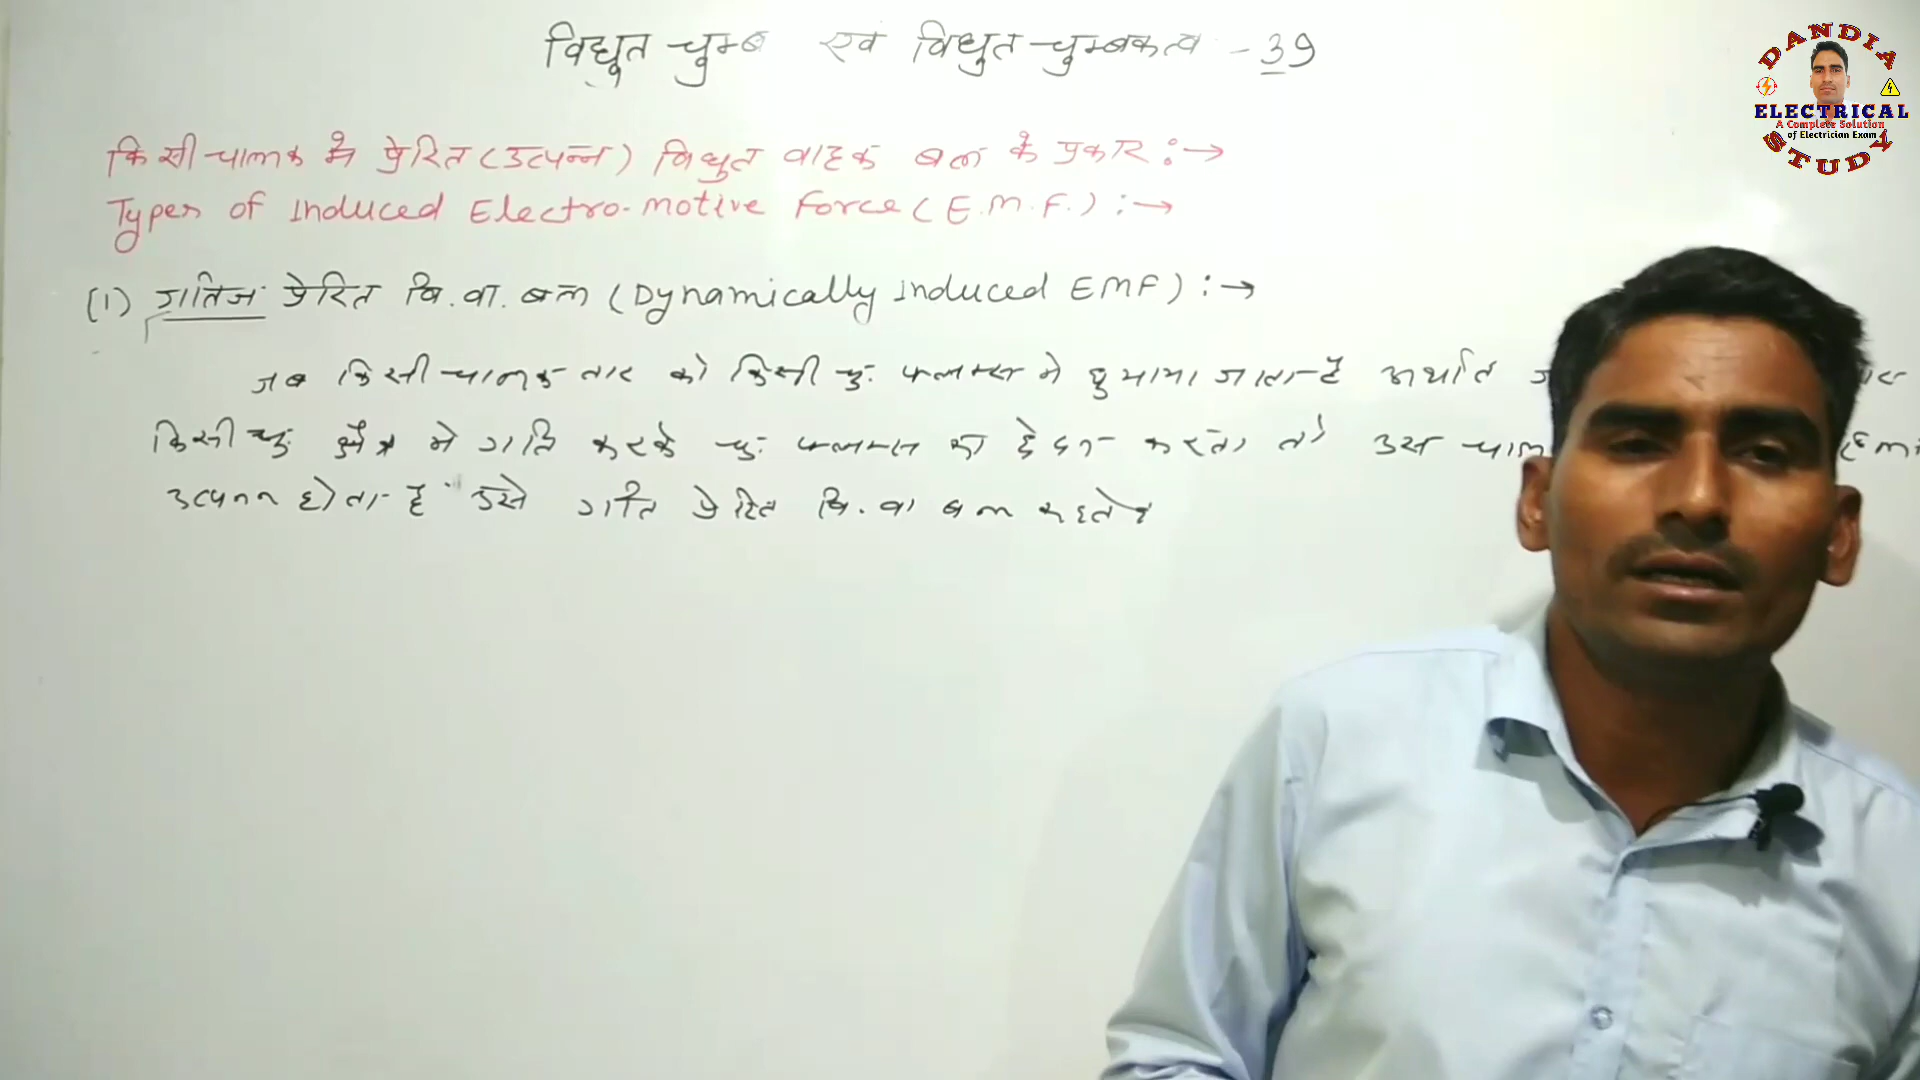 विद्युत चुम्ब एवं विद्युत चुम्बकत्व - 39
DANDIA
ELECTRICAL
A Complete Solution
of Electrician Exam
STUDY
किसी चालक में प्रेरित (उत्पन्न) विधुत वाहक बल के प्रकार :→
Types of Induced Electro-motive Force (E.M.F.) :→
(1) गतिज प्रेरित वि.वा. बल (Dynamically Induced EMF) :→
जब किसी चालक तार को किसी चु. फ्लक्स में घुमाया जाता है अर्थात
किसी चु. क्षेत्र में गति करके चु. फ्लक्स का छेदन करता तो उस
उत्पन्न होता है उसे गति प्रेरित वि. वा बल कहते है